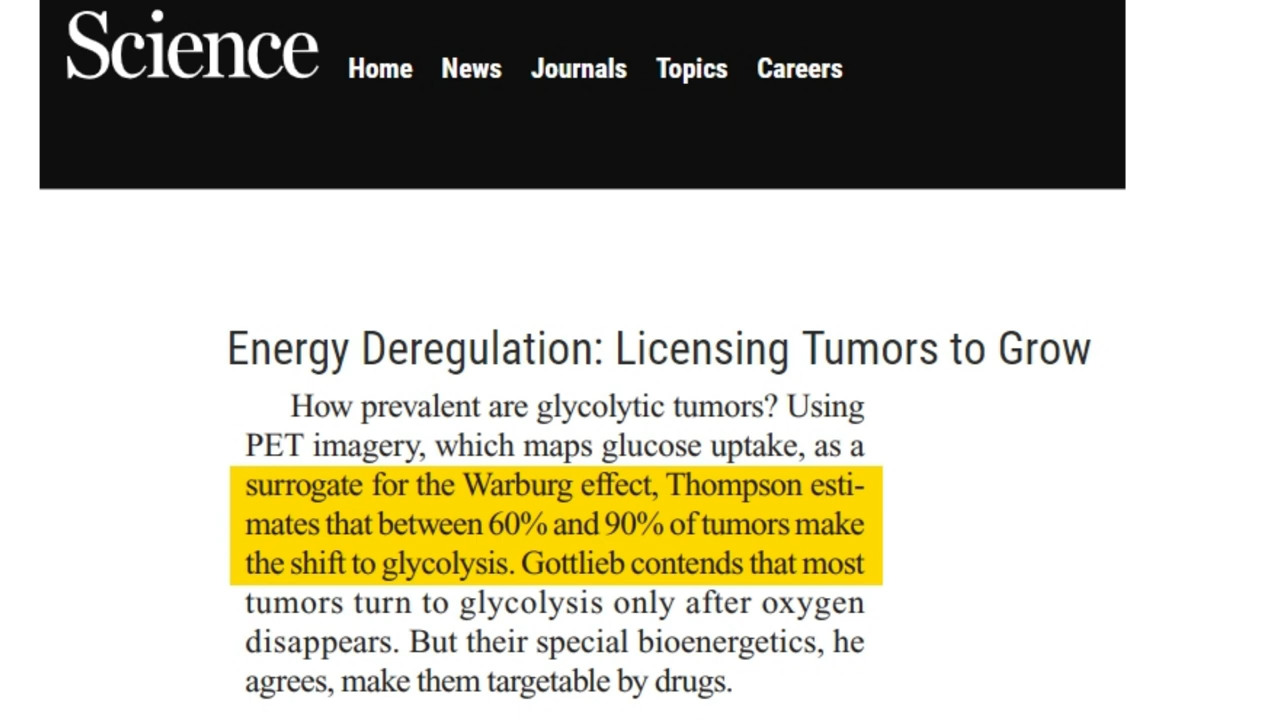 Science Home News Journals Topics Careers
Energy Deregulation: Licensing Tumors to Grow
How prevalent are glycolytic tumors? Using
PET imagery, which maps glucose uptake, as a
surrogate for the Warburg effect, Thompson esti-
mates that between 60% and 90% of tumors make
the shift to glycolysis. Gottlieb contends that most
tumors turn to glycolysis only after oxygen
disappears. But their special bioenergetics, he
agrees, make them targetable by drugs.